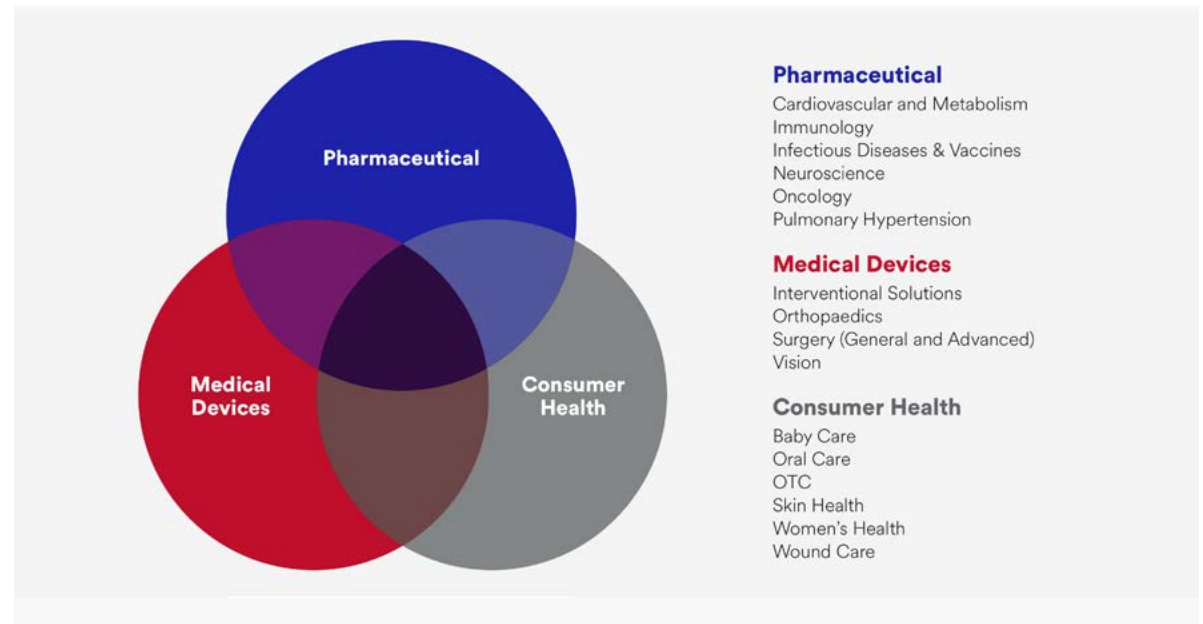 Pharmaceutical
Medical
Devices
Consumer
Health
Pharmaceutical
Cardiovascular and Metabolism
Immunology
Infectious Diseases & Vaccines
Neuroscience
Oncology
Pulmonary Hypertension
Medical Devices
Interventional Solutions
Orthopaedics
Surgery (General and Advanced)
Vision
Consumer Health
Baby Care
Oral Care
OTC
Skin Health
Women’s Health
Wound Care